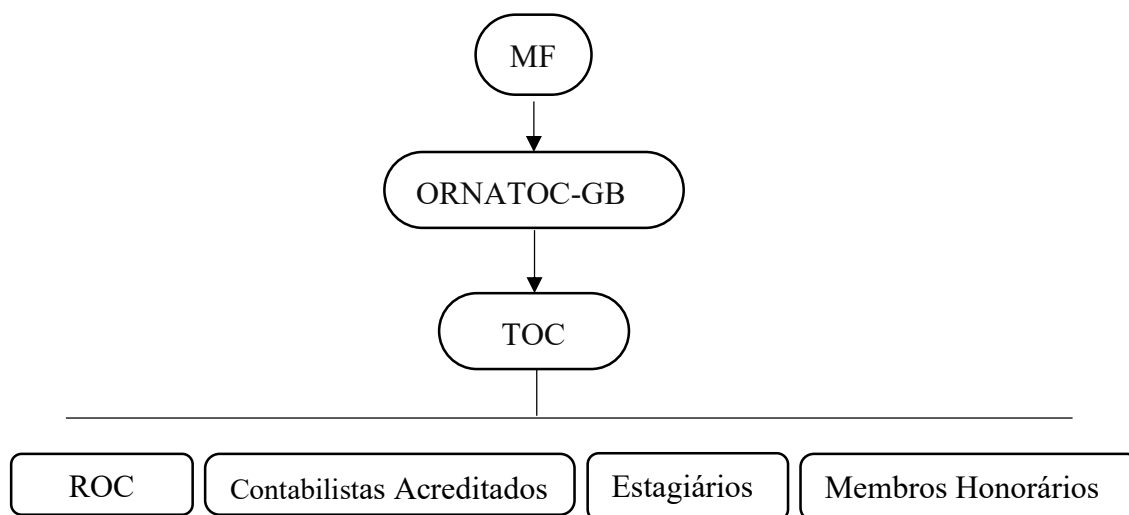 MF
ORNATOC-GB
TOC
ROC
Contabilistas Acreditados
Estagiários
Membros Honorários